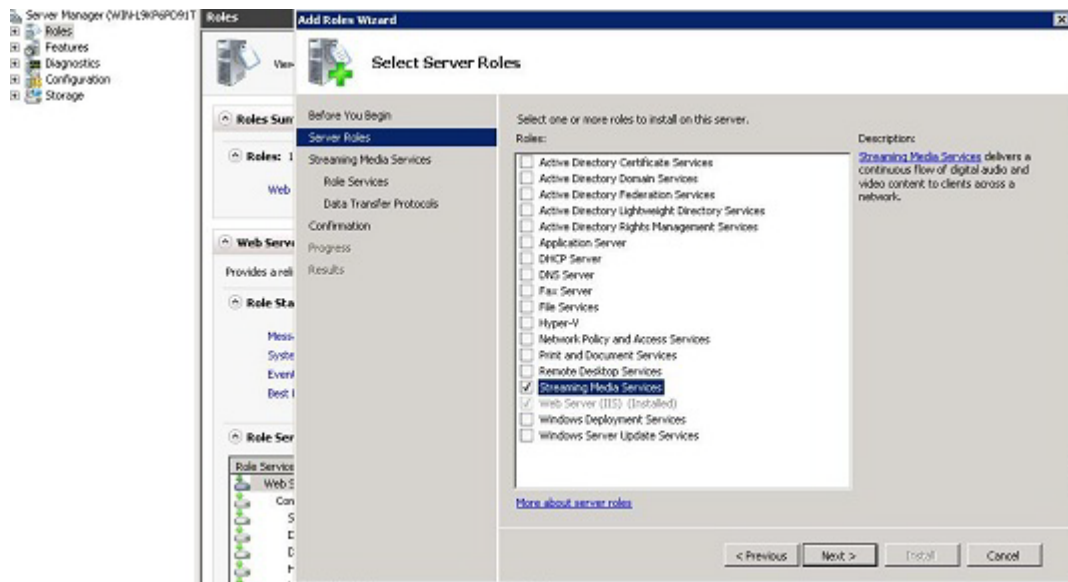 Server Manager (WIN-L9KP6PD91T
Roles
Features
Diagnostics
Configuration
Storage
Roles
View
Roles Sum
Roles: 1
Web
Web Serve
Provides a reli
Role Sta
Mess
Syste
Event
Best
Role Ser
Role Service
Web S
Con
S
D
D
H
Add Roles Wizard
Select Server Roles
Before You Begin
Server Roles
Streaming Media Services
Role Services
Data Transfer Protocols
Confirmation
Progress
Results
Select one or more roles to install on this server.
Roles:
Active Directory Certificate Services
Active Directory Domain Services
Active Directory Federation Services
Active Directory Lightweight Directory Services
Active Directory Rights Management Services
Application Server
DHCP Server
DNS Server
Fax Server
File Services
Hyper-V
Network Policy and Access Services
Print and Document Services
Remote Desktop Services
Streaming Media Services
Web Server (IIS) (Installed)
Windows Deployment Services
Windows Server Update Services
More about server roles
Description:
Streaming Media Services delivers a
continuous flow of digital audio and
video content to clients across a
network.
< Previous
Next >
Install
Cancel